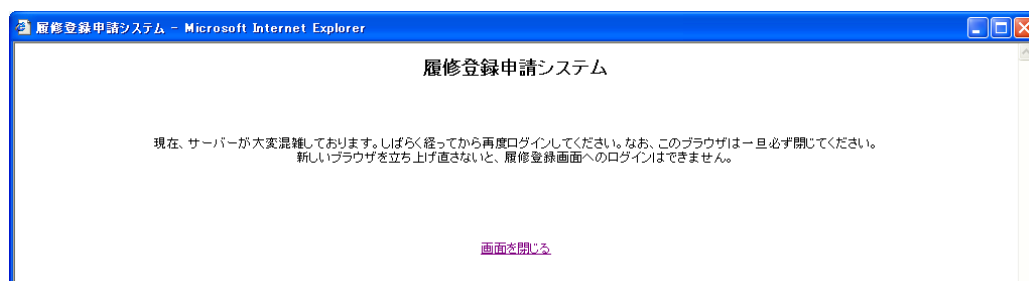 履修登録申請システム - Microsoft Internet Explorer
履修登録申請システム
現在、サーバーが大変混雑しております。しばらく経ってから再度ログインしてください。なお、このブラウザは一旦必ず閉じてください。
新しいブラウザを立ち上げ直さないと、履修登録画面へのログインはできません。
画面を閉じる